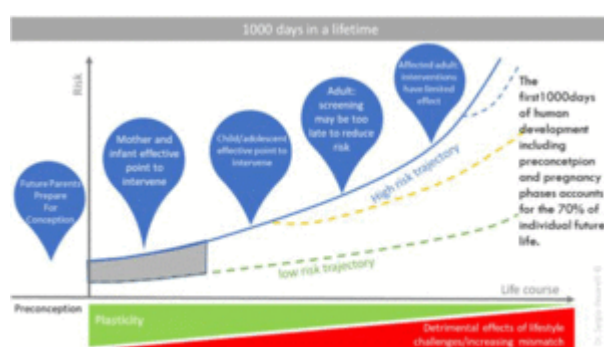 1000 days in a lifetime
Risk
Future Parents
Prepare
For
Conception
Mother and
infant effective
point to
intervene
Child/adolescent
effective point to
intervene
Adult:
screening
may be too
late to reduce
risk
Affected adult:
interventions
have limited
effect
High risk trajectory
low risk trajectory
The
first1000days
of human
development
including
preconcetpion
and pregnancy
phases accounts
for the 70% of
individual future
life.
Life course
Preconception
Plasticity
Detrimental effects of lifestyle
challenges/increasing mismatch